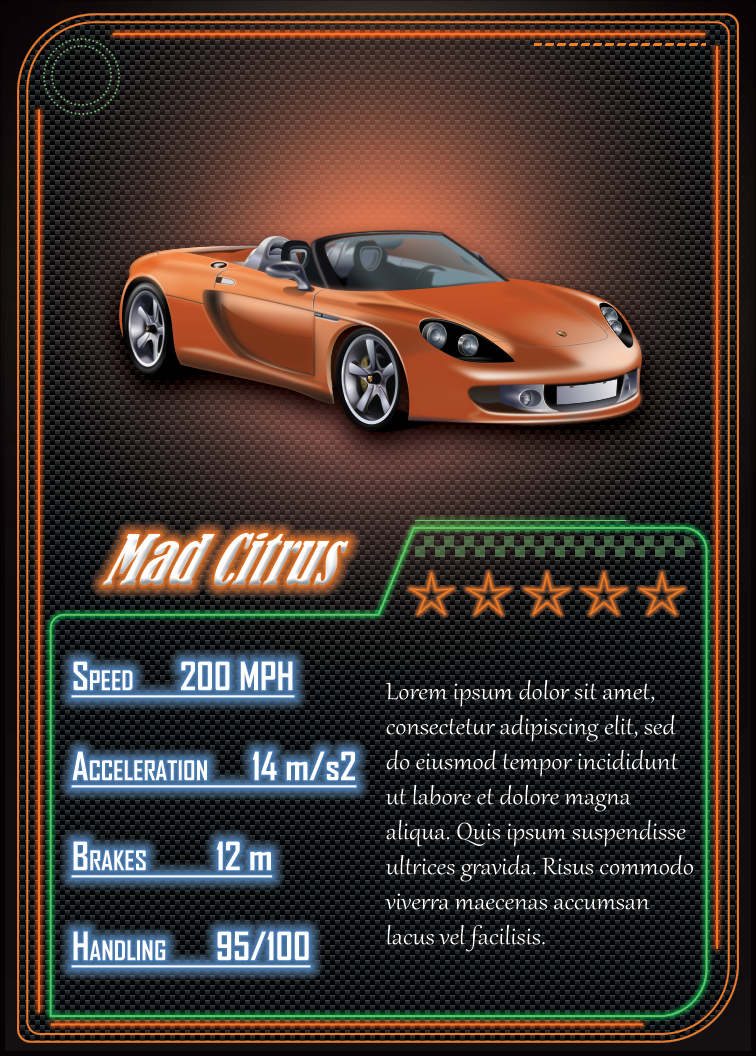 Mad Citrus
Speed 200 MPH
Acceleration 14 m/s2
Brakes 12 m
Handling 95/100
Lorem ipsum dolor sit amet,
consectetur adipiscing elit, sed
do eiusmod tempor incididunt
ut labore et dolore magna
aliqua. Quis ipsum suspendisse
ultrices gravida. Risus commodo
viverra maecenas accumsan
lacus vel facilisis.